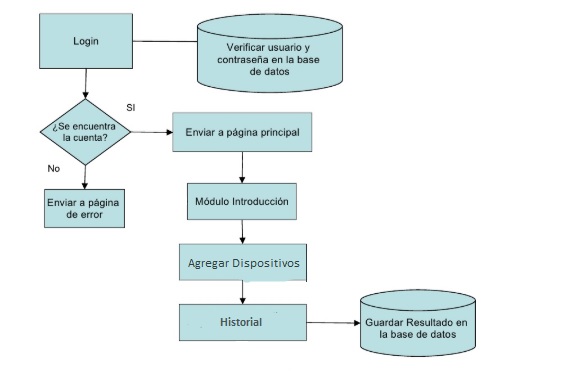 Login
Verificar usuario y
contraseña en la base
de datos
SI
¿Se encuentra
la cuenta?
Enviar a página principal
No
Enviar a página
de error
Módulo Introducción
Agregar Dispositivos
Historial
Guardar Resultado en
la base de datos